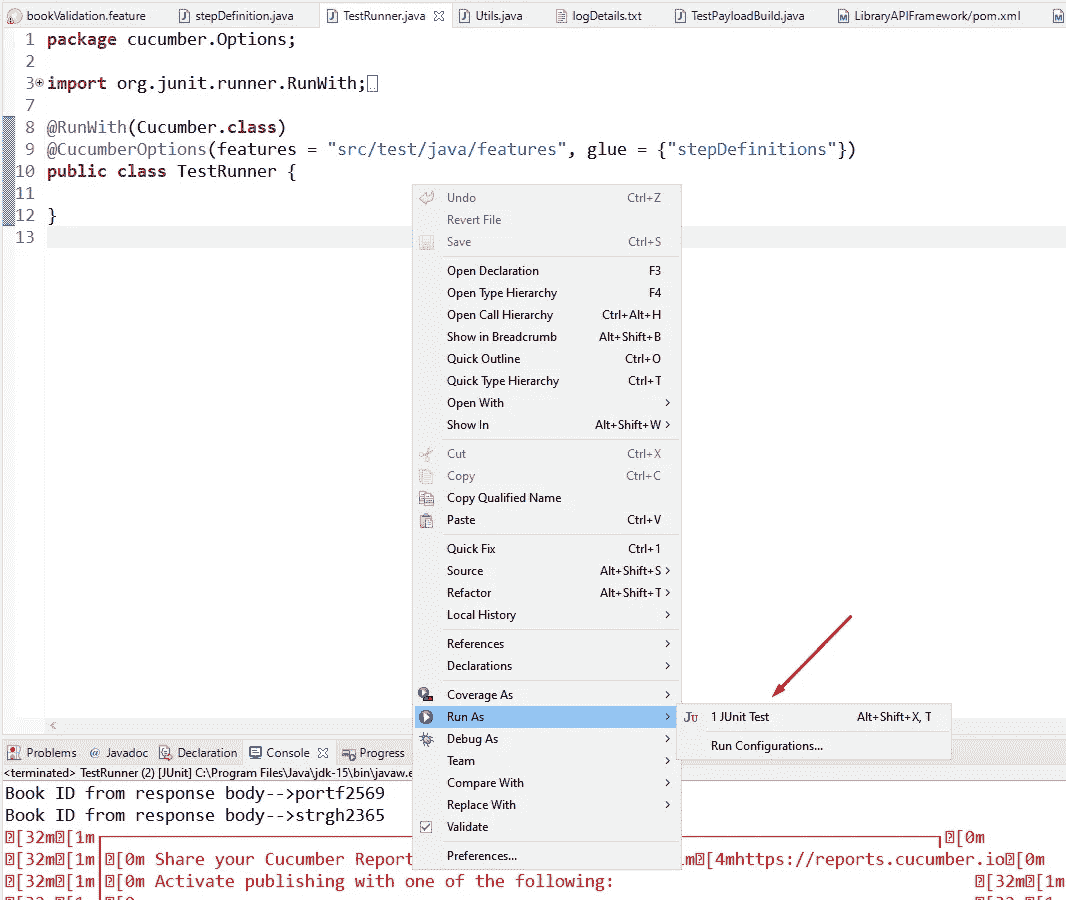 bookValidation.feature stepDefinition.java TestRunner.java Utils.java logDetails.txt TestPayloadBuild.java LibraryAPIFramework/pom.xml
1 package cucumber.Options;
2
3 import org.junit.runner.RunWith;
7
8 @RunWith(Cucumber.class)
9 @CucumberOptions(features = "src/test/java/features", glue = {"stepDefinitions"})
10 public class TestRunner {
11
12 }
13
Undo Ctrl+Z
Revert File
Save Ctrl+S
Open Declaration F3
Open Type Hierarchy F4
Open Call Hierarchy Ctrl+Alt+H
Show in Breadcrumb Alt+Shift+B
Quick Outline Ctrl+O
Quick Type Hierarchy Ctrl+T
Open With >
Show In Alt+Shift+W >
Cut Ctrl+X
Copy Ctrl+C
Copy Qualified Name
Paste Ctrl+V
Quick Fix Ctrl+1
Source Alt+Shift+S >
Refactor Alt+Shift+T >
Local History >
References >
Declarations >
Coverage As >
Run As >
Debug As >
Team >
Compare With >
Replace With >
Validate
Preferences...
Ju 1 JUnit Test Alt+Shift+X, T
Run Configurations...
Problems @ Javadoc Declaration Console Progress
<terminated> TestRunner (2) [JUnit] C:\Program Files\Java\jdk-15\bin\javaw.e
Book ID from response body-->portf2569
Book ID from response body-->strgh2365
[32m[1m [0m
[32m[1m [0m Share your Cucumber Report m[4mhttps://reports.cucumber.io[0m
[32m[1m [0m Activate publishing with one of the following: [32m[1m